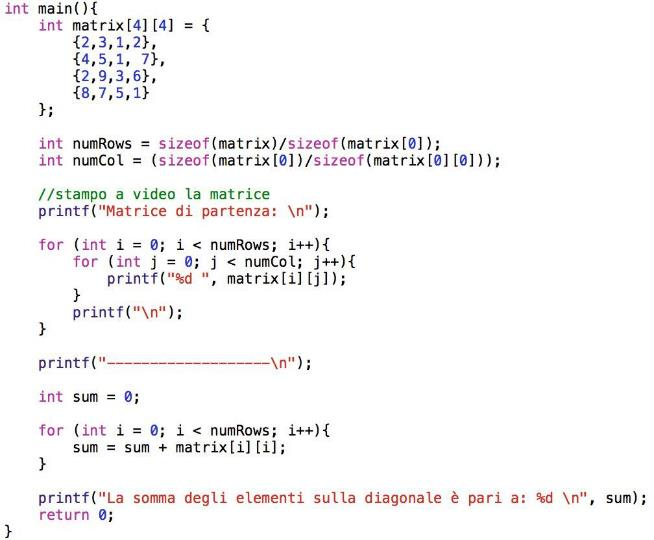 int main(){
    int matrix[4][4] = {
        {2,3,1,2},
        {4,5,1, 7},
        {2,9,3,6},
        {8,7,5,1}
    };

    int numRows = sizeof(matrix)/sizeof(matrix[0]);
    int numCol = (sizeof(matrix[0])/sizeof(matrix[0][0]));

    //stampo a video la matrice
    printf("Matrice di partenza: \n");

    for (int i = 0; i < numRows; i++){
        for (int j = 0; j < numCol; j++){
            printf("%d ", matrix[i][j]);
        }
        printf("\n");
    }

    printf("-------------------\n");

    int sum = 0;

    for (int i = 0; i < numRows; i++){
        sum = sum + matrix[i][i];
    }

    printf("La somma degli elementi sulla diagonale è pari a: %d \n", sum);
    return 0;
}